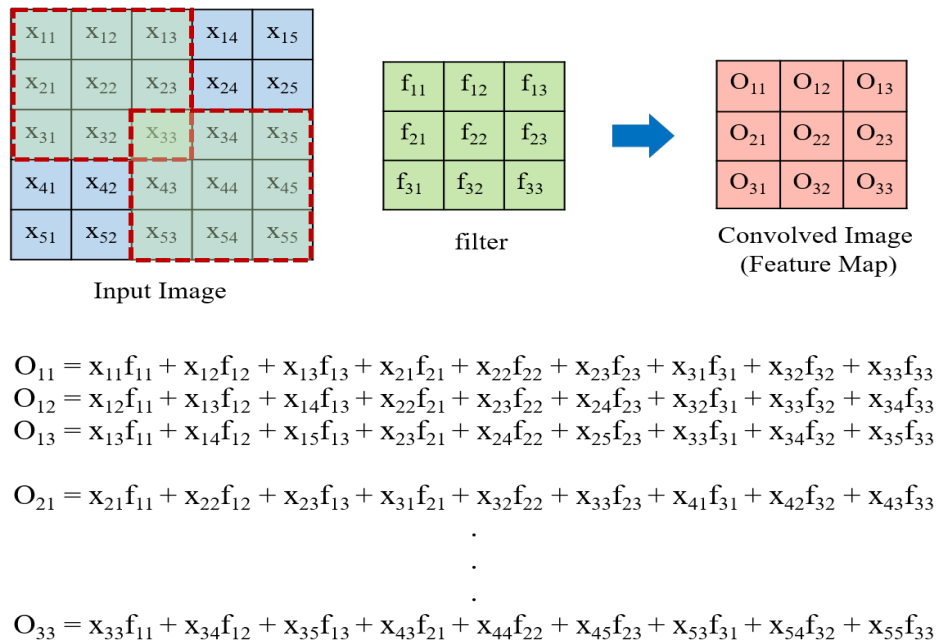 x₁₁ x₁₂ x₁₃ x₁₄ x₁₅
x₂₁ x₂₂ x₂₃ x₂₄ x₂₅
x₃₁ x₃₂ x₃₃ x₃₄ x₃₅
x₄₁ x₄₂ x₄₃ x₄₄ x₄₅
x₅₁ x₅₂ x₅₃ x₅₄ x₅₅
Input Image
f₁₁ f₁₂ f₁₃
f₂₁ f₂₂ f₂₃
f₃₁ f₃₂ f₃₃
filter
O₁₁ O₁₂ O₁₃
O₂₁ O₂₂ O₂₃
O₃₁ O₃₂ O₃₃
Convolved Image
(Feature Map)
O₁₁ = x₁₁f₁₁ + x₁₂f₁₂ + x₁₃f₁₃ + x₂₁f₂₁ + x₂₂f₂₂ + x₂₃f₂₃ + x₃₁f₃₁ + x₃₂f₃₂ + x₃₃f₃₃
O₁₂ = x₁₂f₁₁ + x₁₃f₁₂ + x₁₄f₁₃ + x₂₂f₂₁ + x₂₃f₂₂ + x₂₄f₂₃ + x₃₂f₃₁ + x₃₃f₃₂ + x₃₄f₃₃
O₁₃ = x₁₃f₁₁ + x₁₄f₁₂ + x₁₅f₁₃ + x₂₃f₂₁ + x₂₄f₂₂ + x₂₅f₂₃ + x₃₃f₃₁ + x₃₄f₃₂ + x₃₅f₃₃
O₂₁ = x₂₁f₁₁ + x₂₂f₁₂ + x₂₃f₁₃ + x₃₁f₂₁ + x₃₂f₂₂ + x₃₃f₂₃ + x₄₁f₃₁ + x₄₂f₃₂ + x₄₃f₃₃
.
.
.
O₃₃ = x₃₃f₁₁ + x₃₄f₁₂ + x₃₅f₁₃ + x₄₃f₂₁ + x₄₄f₂₂ + x₄₅f₂₃ + x₅₃f₃₁ + x₅₄f₃₂ + x₅₅f₃₃